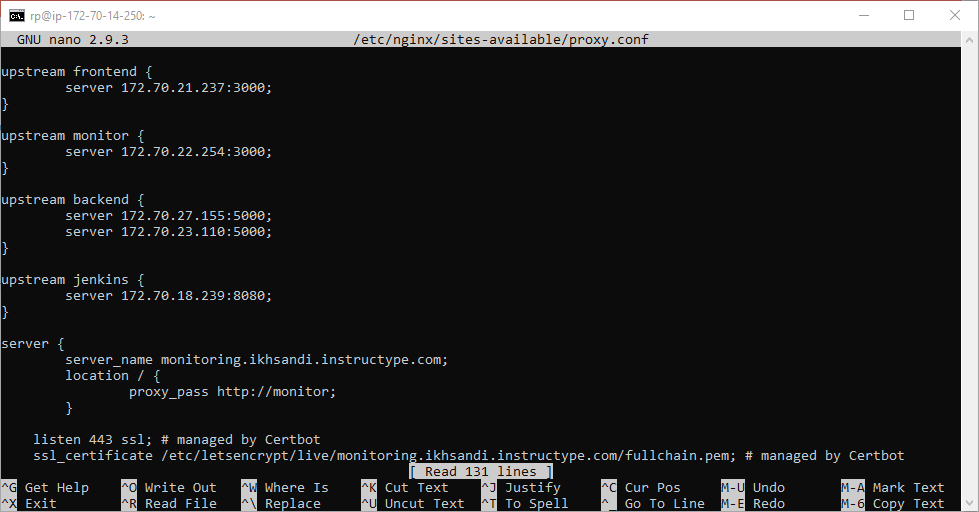 rp@ip-172-70-14-250: ~
GNU nano 2.9.3 /etc/nginx/sites-available/proxy.conf
upstream frontend {
server 172.70.21.237:3000;
}
upstream monitor {
server 172.70.22.254:3000;
}
upstream backend {
server 172.70.27.155:5000;
server 172.70.23.110:5000;
}
upstream jenkins {
server 172.70.18.239:8080;
}
server {
server_name monitoring.ikhsandi.instructype.com;
location / {
proxy_pass http://monitor;
}
listen 443 ssl; # managed by Certbot
ssl_certificate /etc/letsencrypt/live/monitoring.ikhsandi.instructype.com/fullchain.pem; # managed by Certbot
[ Read 131 lines ]
^G Get Help ^O Write Out ^W Where Is ^K Cut Text ^J Justify ^C Cur Pos M-U Undo M-A Mark Text
^X Exit ^R Read File ^\ Replace ^U Uncut Text ^T To Spell ^_ Go To Line M-E Redo M-6 Copy Text